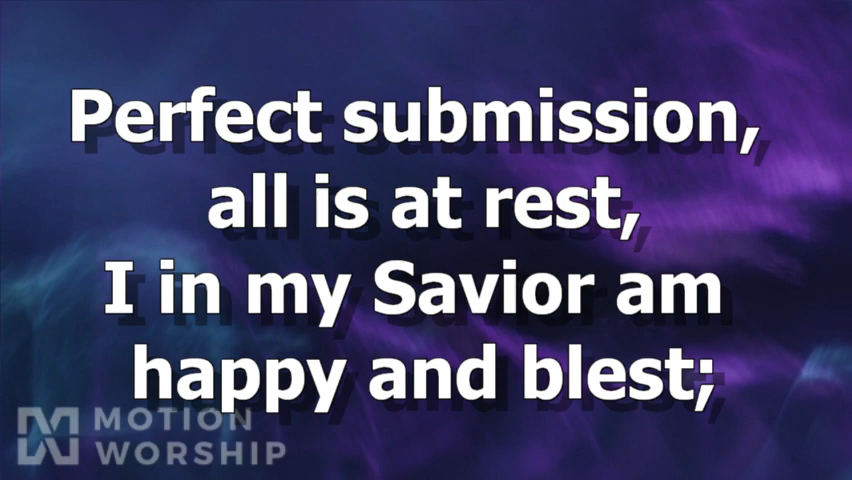 Perfect submission,
all is at rest,
I in my Savior am
happy and blest;
MOTION
WORSHIP